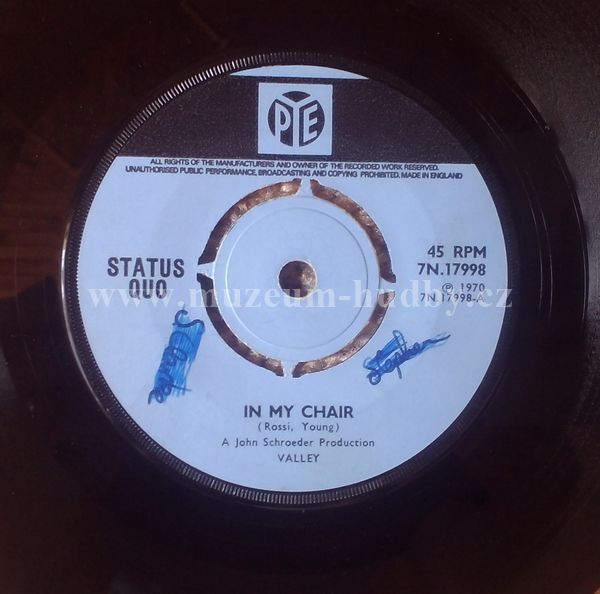 PYE
ALL RIGHTS OF THE MANUFACTURERS AND OWNER OF THE RECORDED WORK RESERVED.
UNAUTHORISED PUBLIC PERFORMANCE, BROADCASTING AND COPYING PROHIBITED. MADE IN ENGLAND
STATUS
QUO
45 RPM
7N.17998
℗ 1970
7N.17998-A
www.muzeum-hudby.cz
Stephen
IN MY CHAIR
(Rossi, Young)
A John Schroeder Production
VALLEY